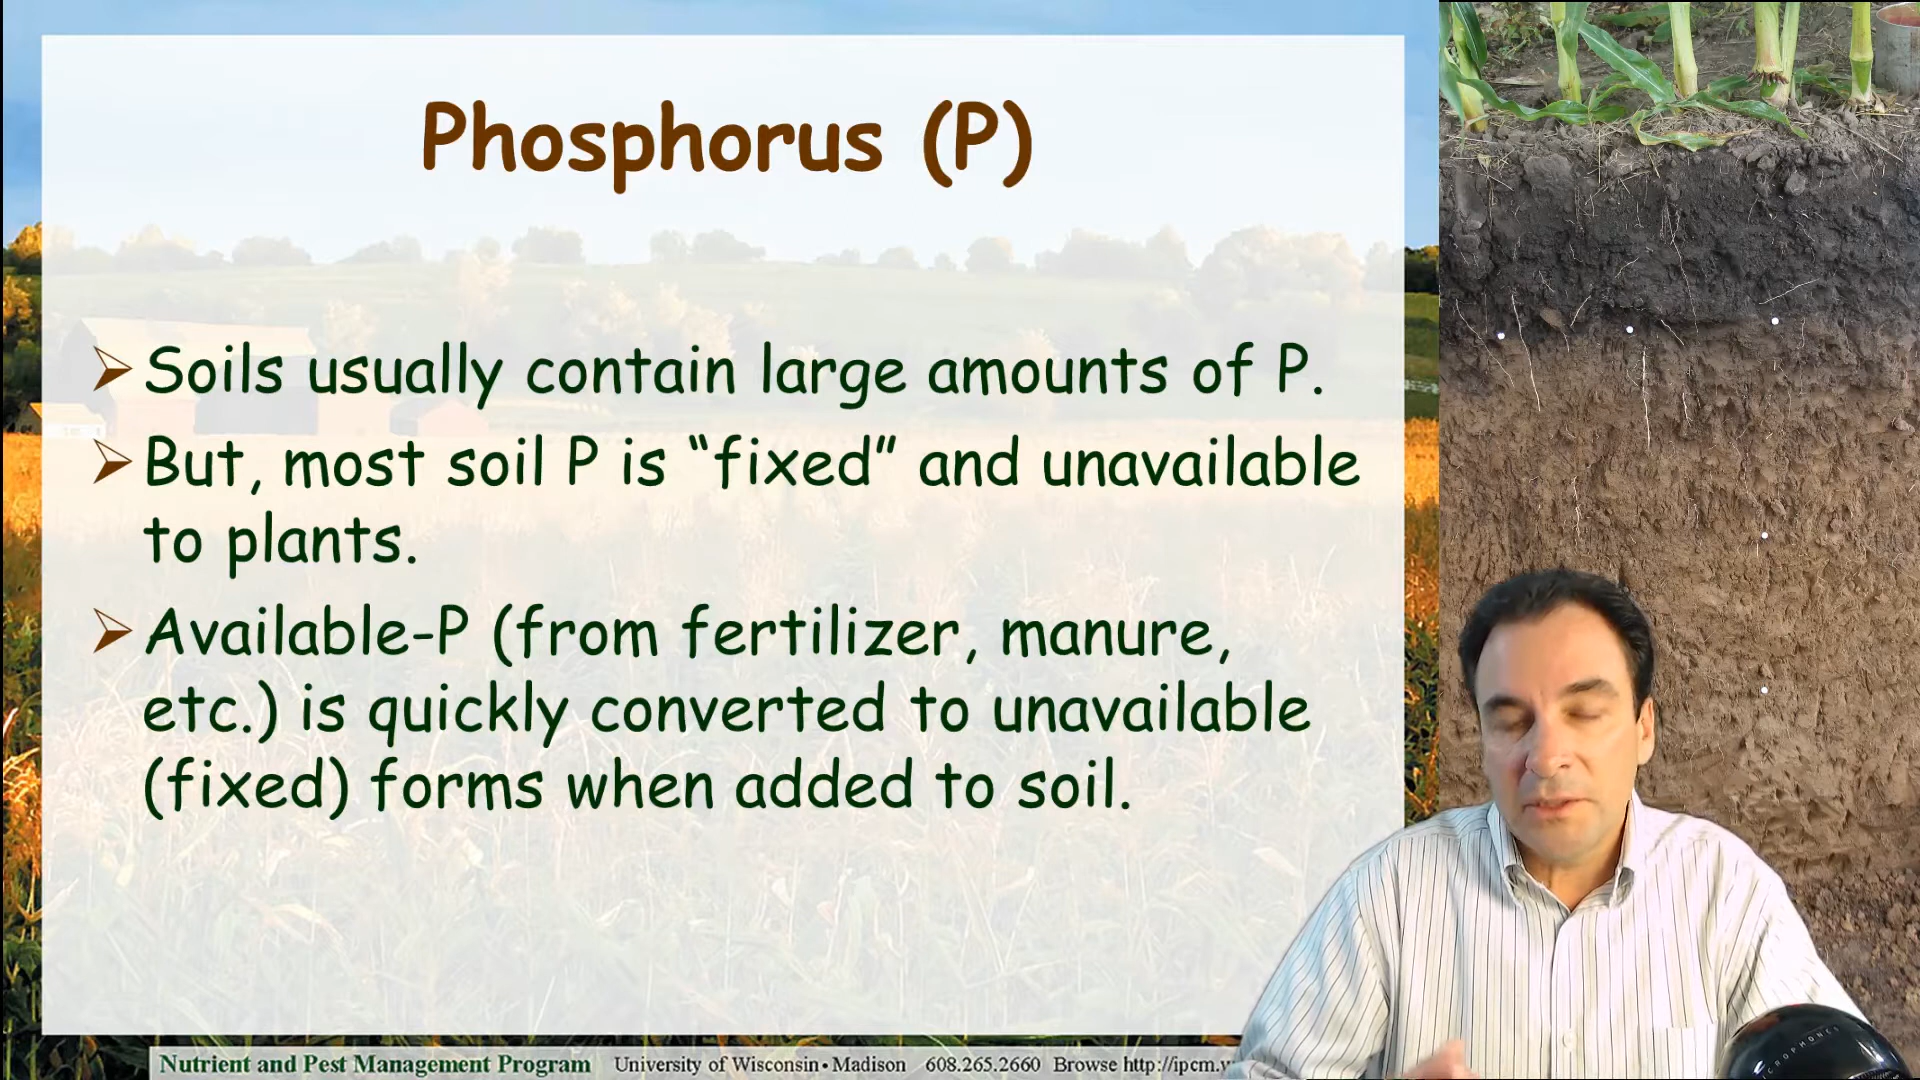 Phosphorus (P)
➢Soils usually contain large amounts of P.
➢But, most soil P is “fixed” and unavailable
to plants.
➢Available-P (from fertilizer, manure,
etc.) is quickly converted to unavailable
(fixed) forms when added to soil.
Nutrient and Pest Management Program University of Wisconsin•Madison 608.265.2660 Browse http://ipcm.